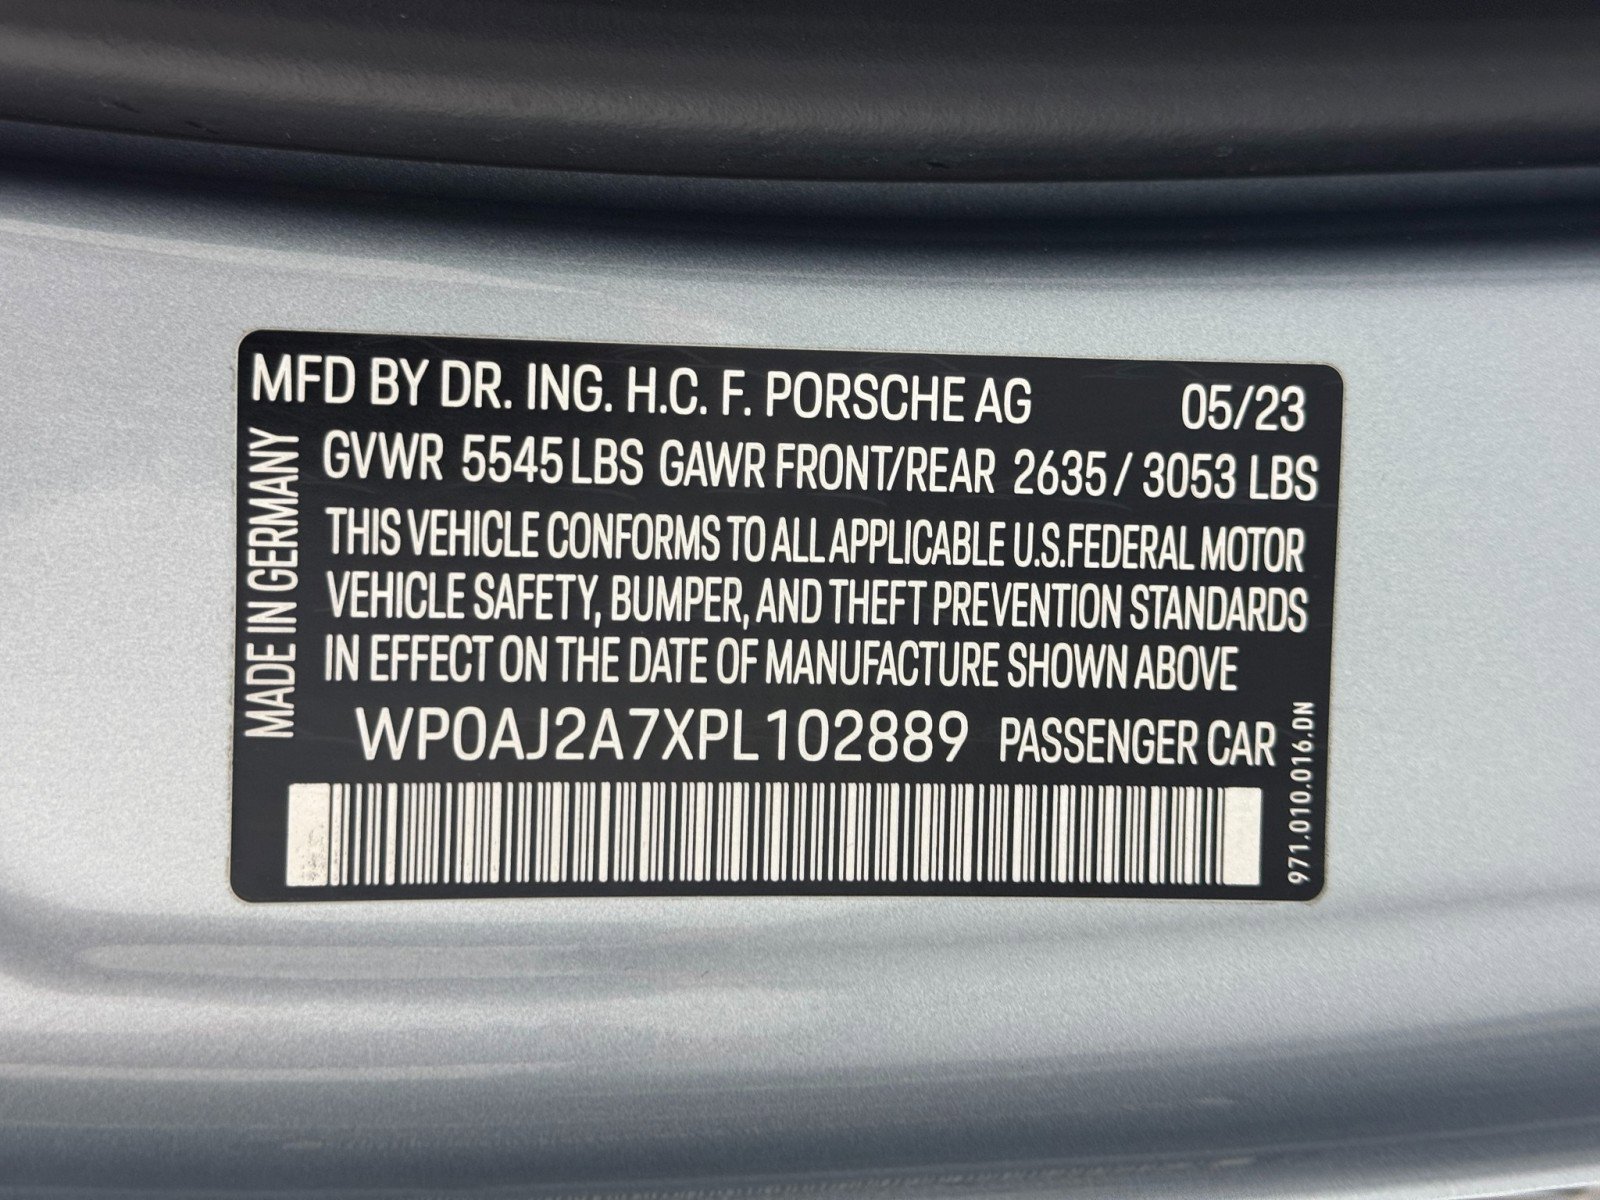 MFD BY DR. ING. H.C. F. PORSCHE AG 05/23
GVWR 5545 LBS GAWR FRONT/REAR 2635 / 3053 LBS
THIS VEHICLE CONFORMS TO ALL APPLICABLE U.S.FEDERAL MOTOR
VEHICLE SAFETY, BUMPER, AND THEFT PREVENTION STANDARDS
IN EFFECT ON THE DATE OF MANUFACTURE SHOWN ABOVE
WP0AJ2A7XPL102889 PASSENGER CAR
MADE IN GERMANY
971.010.016.DN